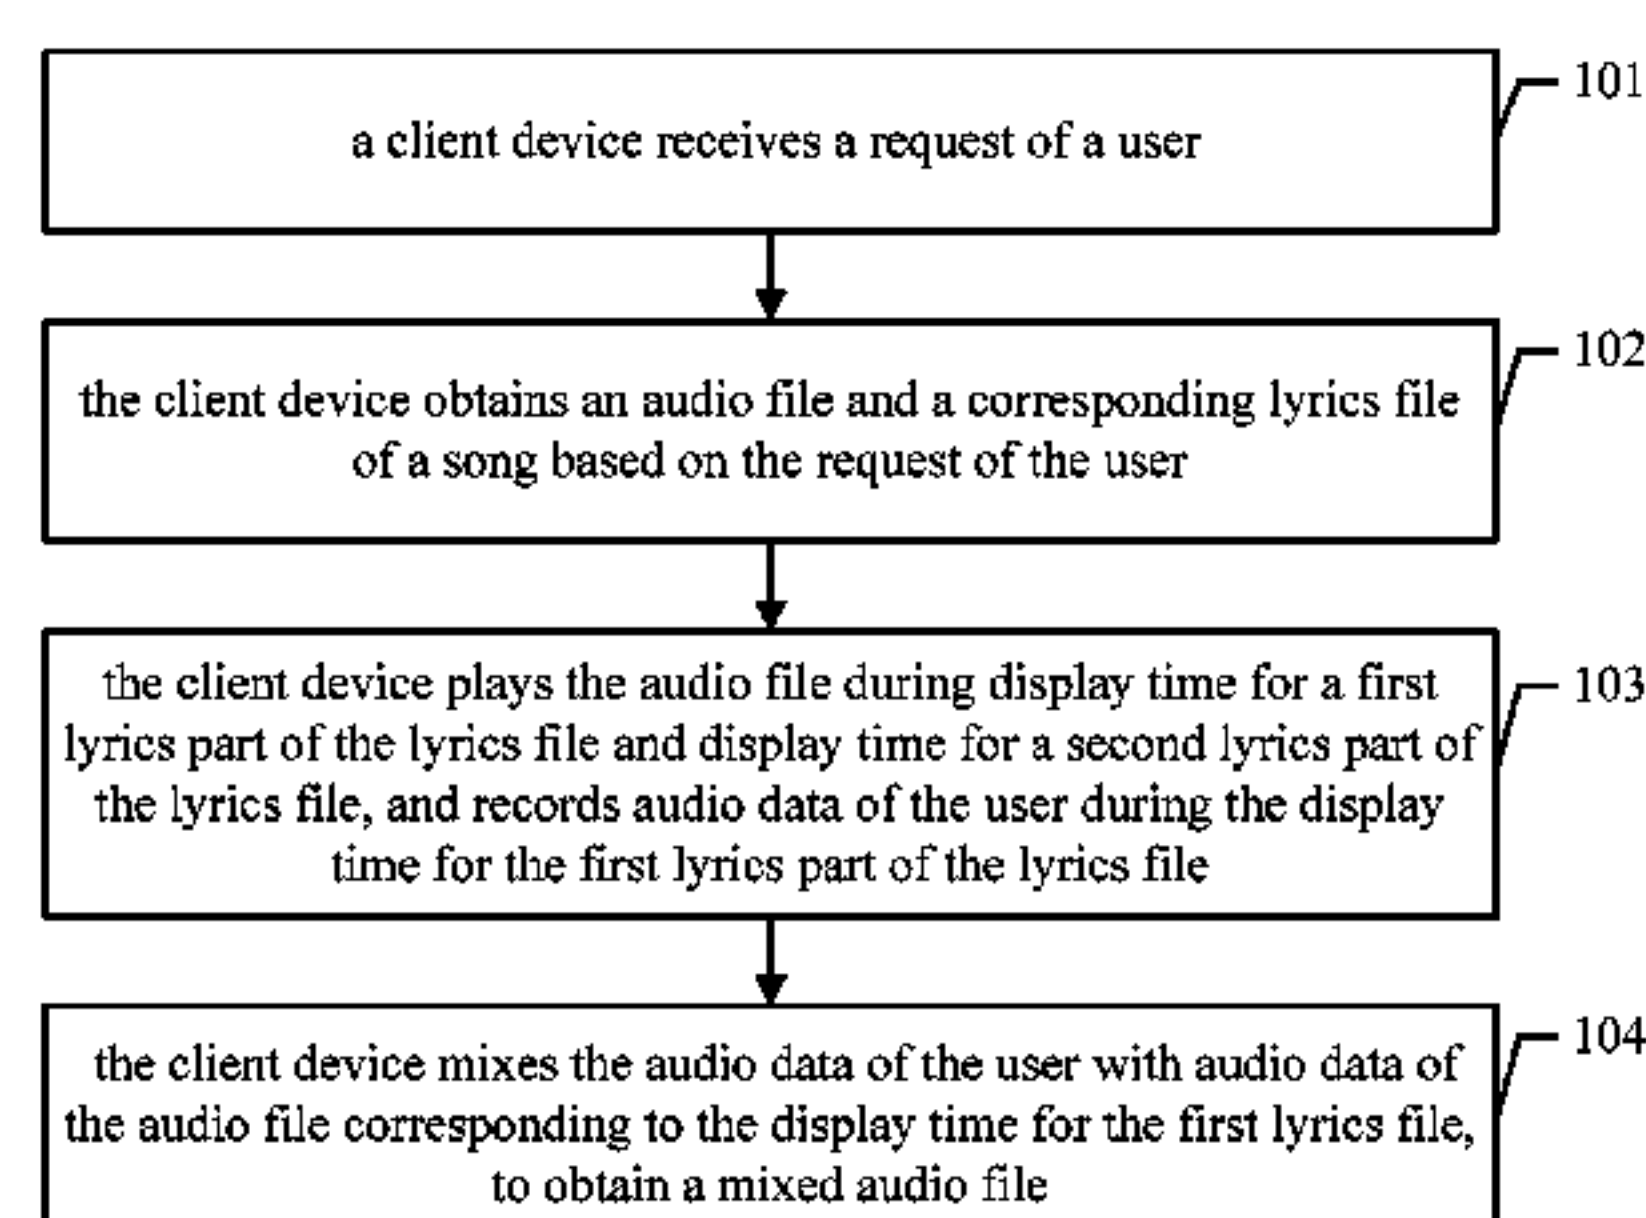 101
a client device receives a request of a user
102
the client device obtains an audio file and a corresponding lyrics file
of a song based on the request of the user
103
the client device plays the audio file during display time for a first
lyrics part of the lyrics file and display time for a second lyrics part of
the lyrics file, and records audio data of the user during the display
time for the first lyrics part of the lyrics file
104
the client device mixes the audio data of the user with audio data of
the audio file corresponding to the display time for the first lyrics file,
to obtain a mixed audio file